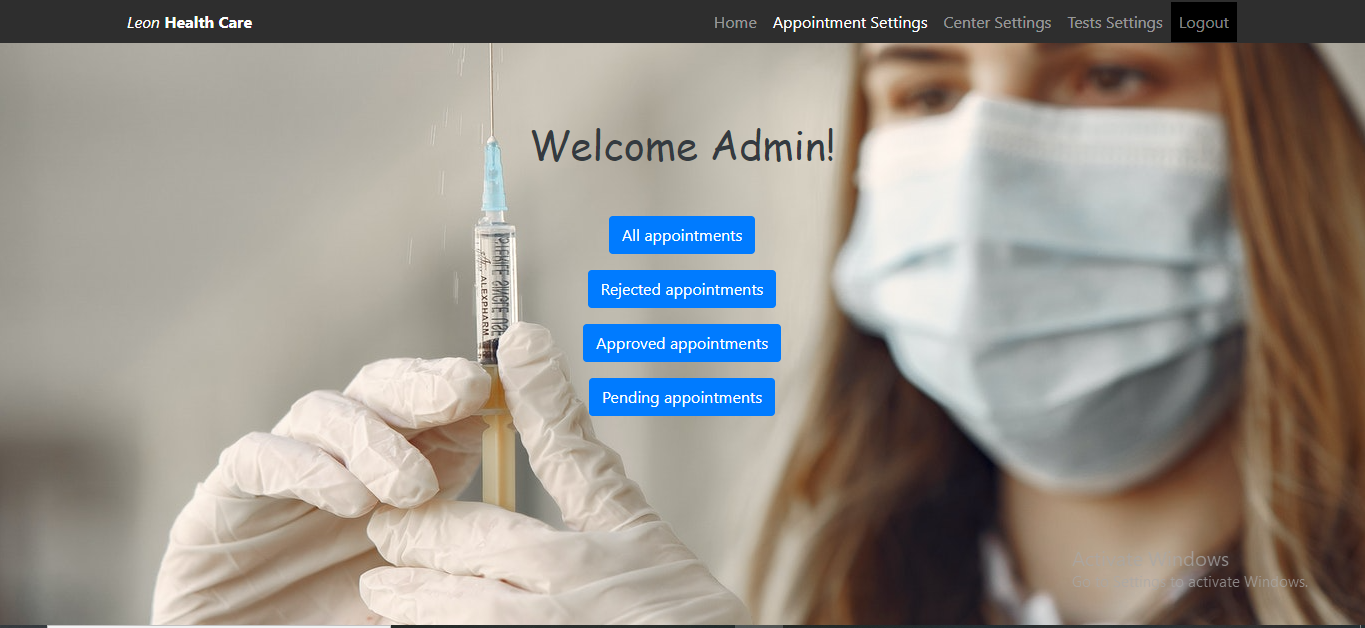 Leon Health Care
Home Appointment Settings Center Settings Tests Settings Logout
Welcome Admin!
All appointments
Rejected appointments
Approved appointments
Pending appointments
ALEXPHARM
Activate Windows
Go to Settings to activate Windows.